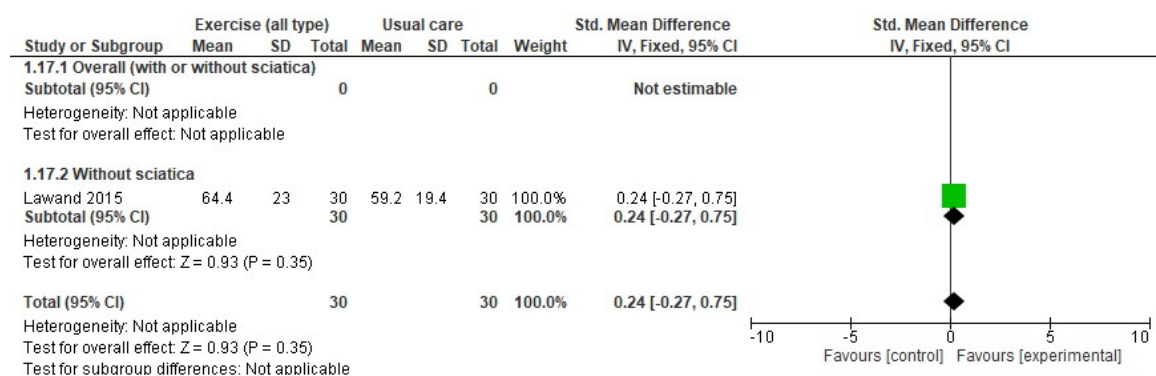 Exercise (all type) Usual care Std. Mean Difference Std. Mean Difference
Study or Subgroup Mean SD Total Mean SD Total Weight IV, Fixed, 95% CI IV, Fixed, 95% CI
1.17.1 Overall (with or without sciatica)
Subtotal (95% CI) 0 0 Not estimable
Heterogeneity: Not applicable
Test for overall effect: Not applicable
1.17.2 Without sciatica
Lawand 2015 64.4 23 30 59.2 19.4 30 100.0% 0.24 [-0.27, 0.75]
Subtotal (95% CI) 30 30 100.0% 0.24 [-0.27, 0.75]
Heterogeneity: Not applicable
Test for overall effect: Z = 0.93 (P = 0.35)
Total (95% CI) 30 30 100.0% 0.24 [-0.27, 0.75]
Heterogeneity: Not applicable
Test for overall effect: Z = 0.93 (P = 0.35)
Test for subgroup differences: Not applicable
-10 -5 0 5 10
Favours [control] Favours [experimental]